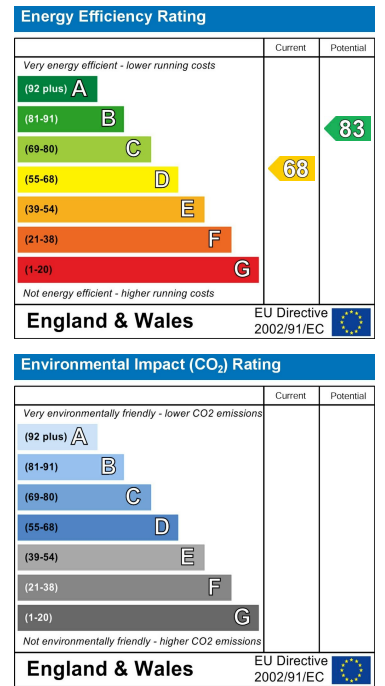 Energy Efficiency Rating
Current Potential
Very energy efficient - lower running costs
(92 plus) A
(81-91) B
(69-80) C
(55-68) D
(39-54) E
(21-38) F
(1-20) G
68
83
Not energy efficient - higher running costs
England & Wales
EU Directive
2002/91/EC
Environmental Impact (CO₂) Rating
Current Potential
Very environmentally friendly - lower CO2 emissions
(92 plus) A
(81-91) B
(69-80) C
(55-68) D
(39-54) E
(21-38) F
(1-20) G
Not environmentally friendly - higher CO2 emissions
England & Wales
EU Directive
2002/91/EC